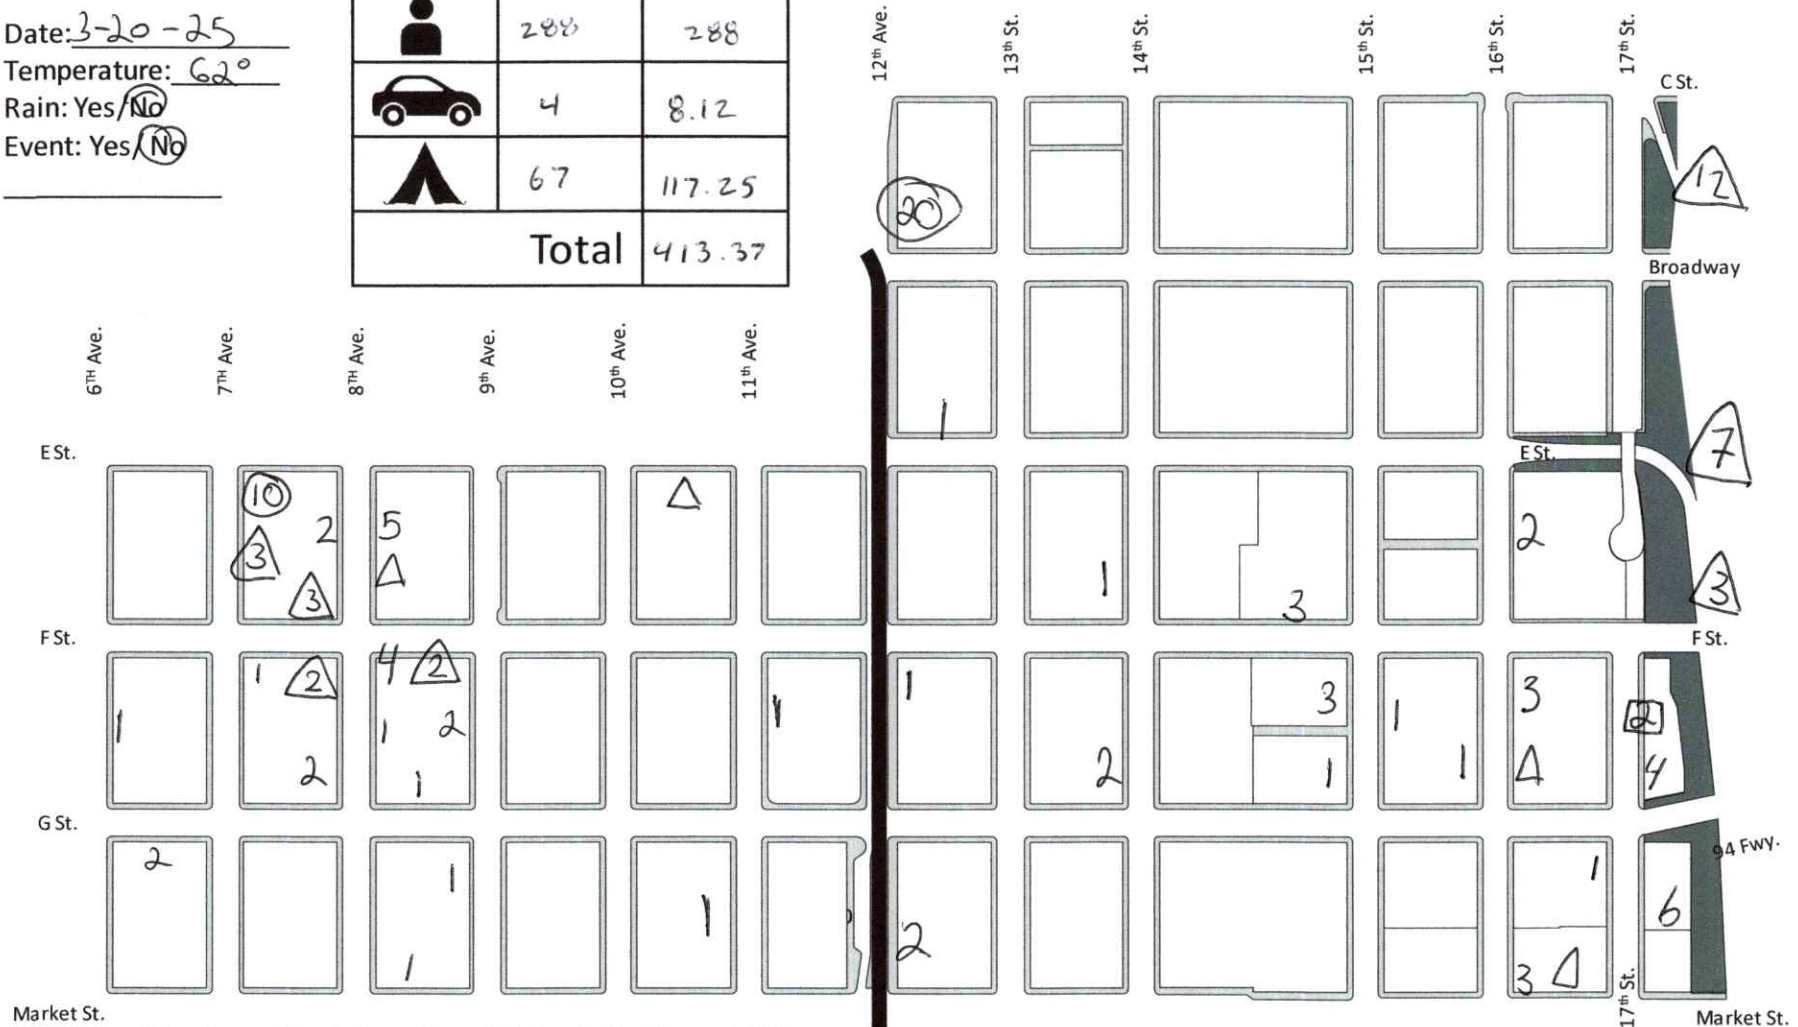 Date: 3-20-25
Temperature: 62°
Rain: Yes/No
Event: Yes/No
288 288
4 8.12
67 117.25
Total 413.37
12th Ave.
13th St.
14th St.
15th St.
16th St.
17th St.
C St.
20
12
Broadway
6TH Ave.
7TH Ave.
8TH Ave.
9th Ave.
10th Ave.
11th Ave.
1
7
E St.
E St.
10
2
5
3
3
1
3
2
3
F St.
F St.
1
2
4
2
1
1
2
1
2
1
1
2
3
1
1
1
3
2
4
G St.
94 Fwy.
2
1
1
1
2
1
3
6
17th St.
Market St.
Market St.